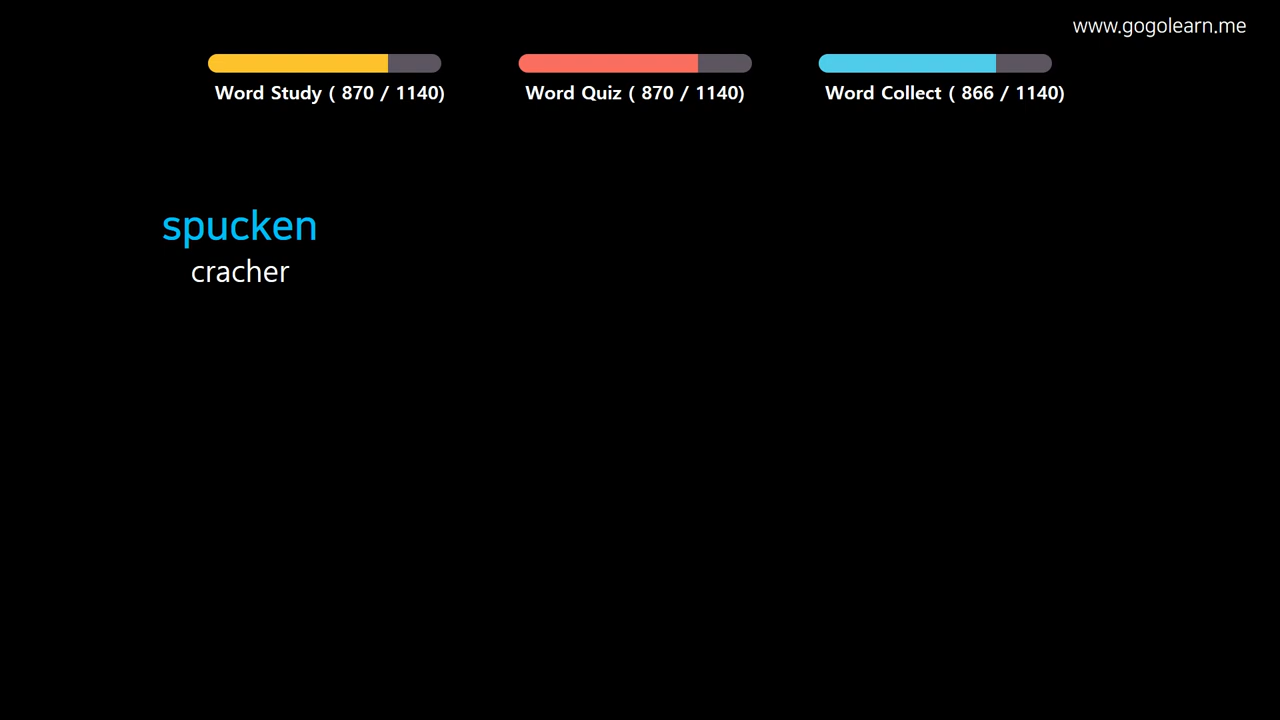 www.gogolearn.me
Word Study ( 870 / 1140)
Word Quiz ( 870 / 1140)
Word Collect ( 866 / 1140)
spucken
cracher